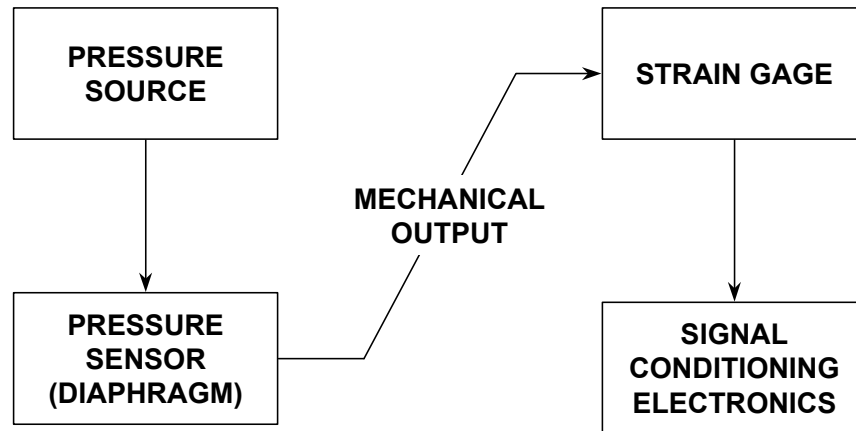 PRESSURE
SOURCE
PRESSURE
SENSOR
(DIAPHRAGM)
MECHANICAL
OUTPUT
STRAIN GAGE
SIGNAL
CONDITIONING
ELECTRONICS